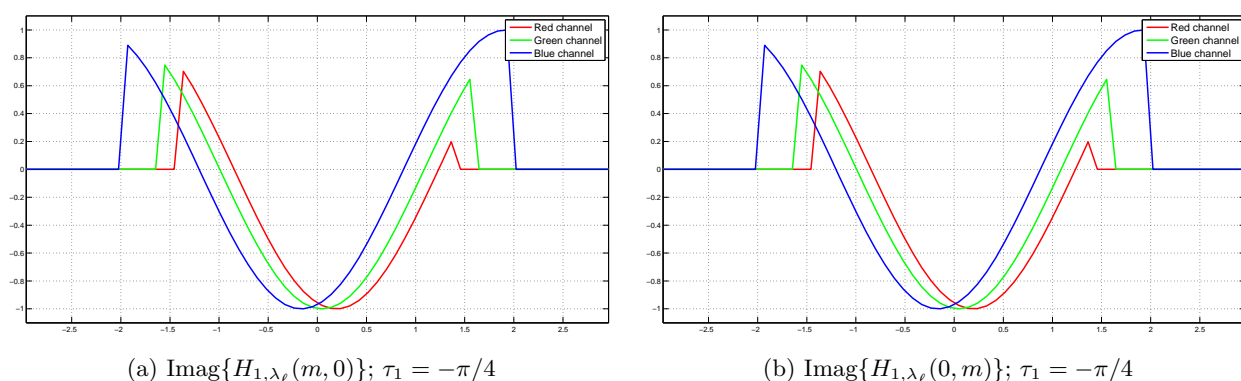 1
0.8
0.6
0.4
0.2
0
-0.2
-0.4
-0.6
-0.8
-1
-2.5 -2 -1.5 -1 -0.5 0 0.5 1 1.5 2 2.5
Red channel
Green channel
Blue channel
(a) Imag{H₁,λ_ℓ(m, 0)}; τ₁ = −π/4
1
0.8
0.6
0.4
0.2
0
-0.2
-0.4
-0.6
-0.8
-1
-2.5 -2 -1.5 -1 -0.5 0 0.5 1 1.5 2 2.5
Red channel
Green channel
Blue channel
(b) Imag{H₁,λ_ℓ(0, m)}; τ₁ = −π/4